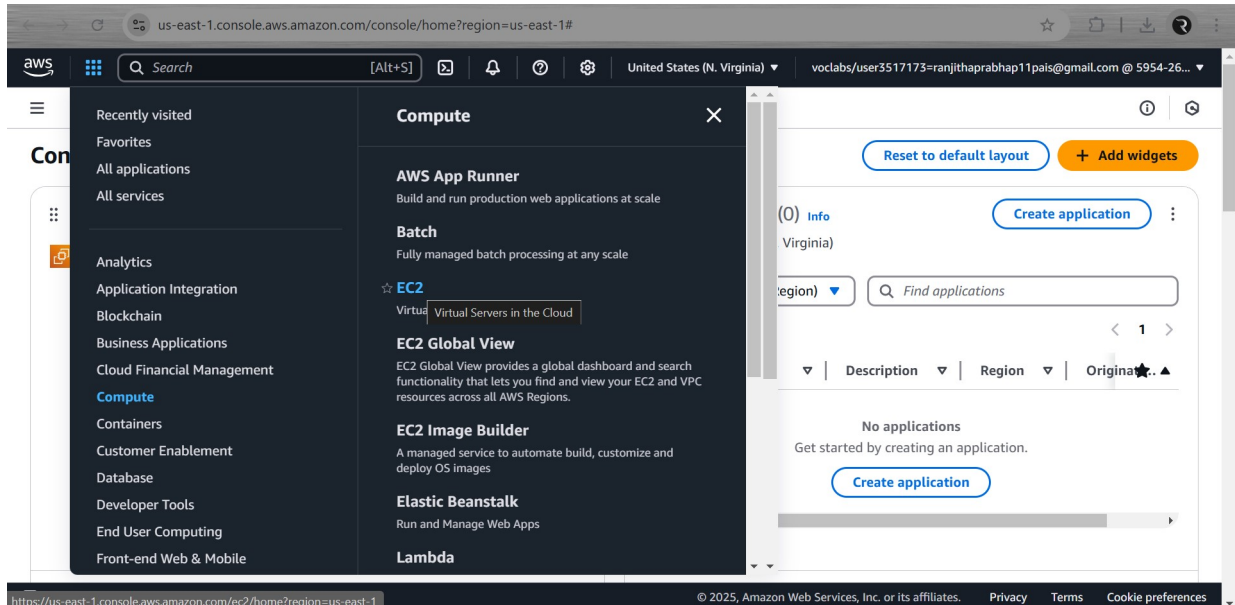 us-east-1.console.aws.amazon.com/console/home?region=us-east-1#
aws
Search [Alt+S] United States (N. Virginia) ▼ voclabs/user3517173=ranjithaprabhap11pais@gmail.com @ 5954-26... ▼
Con
Reset to default layout
+ Add widgets
Recently visited
Favorites
All applications
All services
Analytics
Application Integration
Blockchain
Business Applications
Cloud Financial Management
Compute
Containers
Customer Enablement
Database
Developer Tools
End User Computing
Front-end Web & Mobile
Compute
AWS App Runner
Build and run production web applications at scale
Batch
Fully managed batch processing at any scale
EC2
Virtual Servers in the Cloud
EC2 Global View
EC2 Global View provides a global dashboard and search
functionality that lets you find and view your EC2 and VPC
resources across all AWS Regions.
EC2 Image Builder
A managed service to automate build, customize and
deploy OS images
Elastic Beanstalk
Run and Manage Web Apps
Lambda
(0) Info
Create application
Virginia)
Region) ▼
Find applications
1
Description
Region
Originat...
No applications
Get started by creating an application.
Create application
https://us-east-1.console.aws.amazon.com/ec2/home?region=us-east-1
© 2025, Amazon Web Services, Inc. or its affiliates. Privacy Terms Cookie preferences